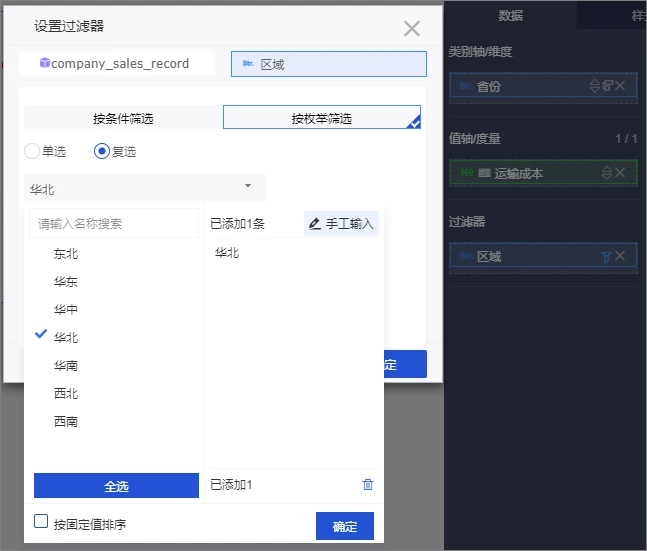 设置过滤器
company_sales_record
Str. 区域
按条件筛选 按枚举筛选
单选 复选
华北
请输入名称搜索
东北
华东
华中
华北
华南
西北
西南
全选
已添加1条 手工输入
华北
已添加1
按固定值排序 确定
定
数据 样
类别轴/维度
Str. 省份
值轴/度量 1 / 1
No 运输成本
过滤器
Str. 区域